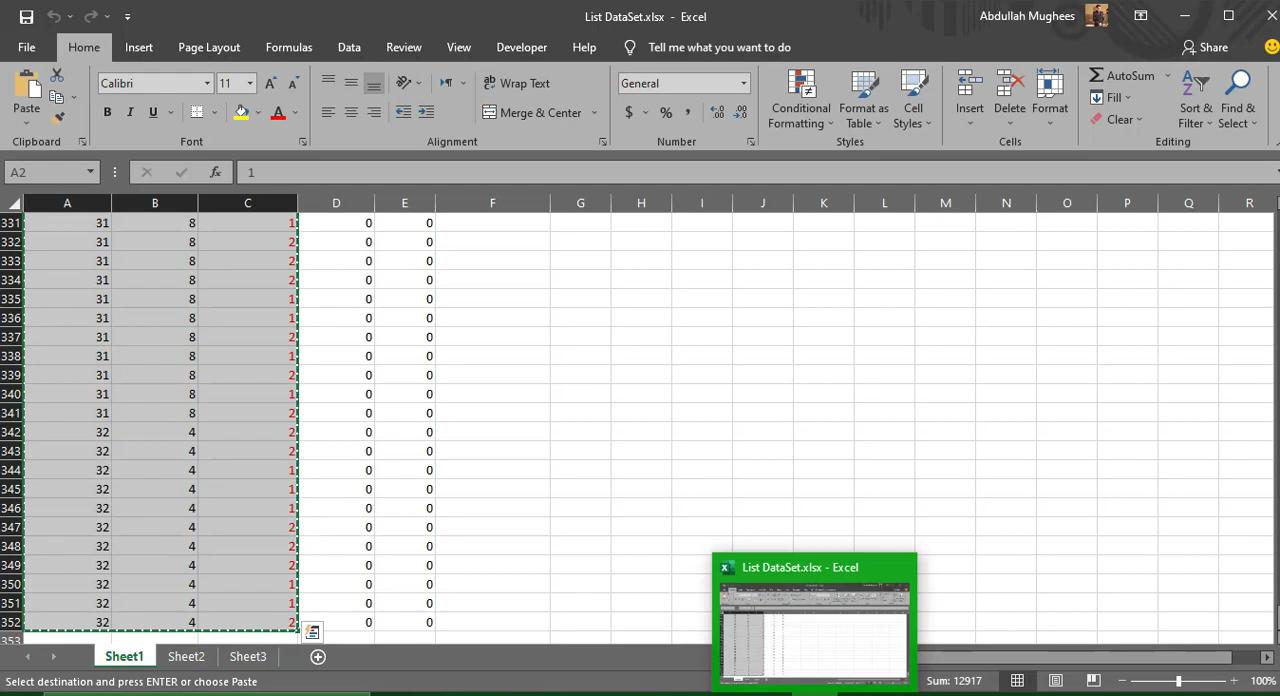 List DataSet.xlsx - Excel
Abdullah Mughees
File Home Insert Page Layout Formulas Data Review View Developer Help Tell me what you want to do Share
Paste
Calibri 11
B I U
Wrap Text
Merge & Center
General
$ % ,
Conditional Formatting
Format as Table
Cell Styles
Insert
Delete
Format
AutoSum
Fill
Clear
Sort & Filter
Find & Select
Clipboard Font Alignment Number Styles Cells Editing
A2 fx 1
A B C D E F G H I J K L M N O P Q R
331 31 8 1 0 0
332 31 8 2 0 0
333 31 8 2 0 0
334 31 8 2 0 0
335 31 8 1 0 0
336 31 8 1 0 0
337 31 8 2 0 0
338 31 8 1 0 0
339 31 8 2 0 0
340 31 8 1 0 0
341 31 8 2 0 0
342 32 4 2 0 0
343 32 4 2 0 0
344 32 4 1 0 0
345 32 4 1 0 0
346 32 4 1 0 0
347 32 4 2 0 0
348 32 4 2 0 0
349 32 4 2 0 0
350 32 4 1 0 0
351 32 4 1 0 0
352 32 4 2 0 0
353
List DataSet.xlsx - Excel
Sheet1 Sheet2 Sheet3
Select destination and press ENTER or choose Paste
Sum: 12917
100%